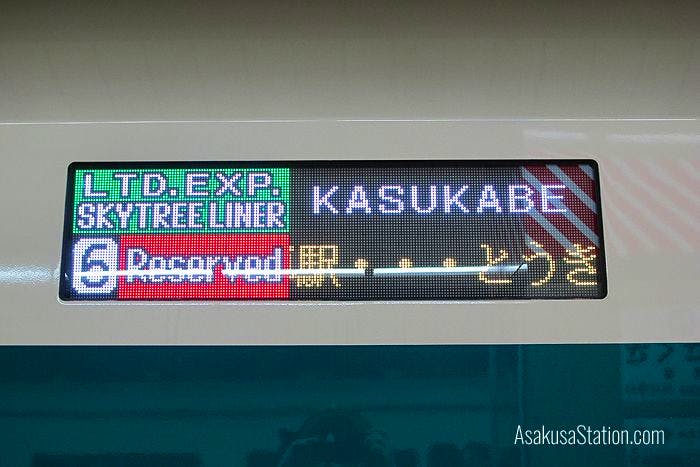 LTD.EXP.
SKYTREE LINER
KASUKABE
6 Reserved
駅・・・とうき
AsakusaStation.com